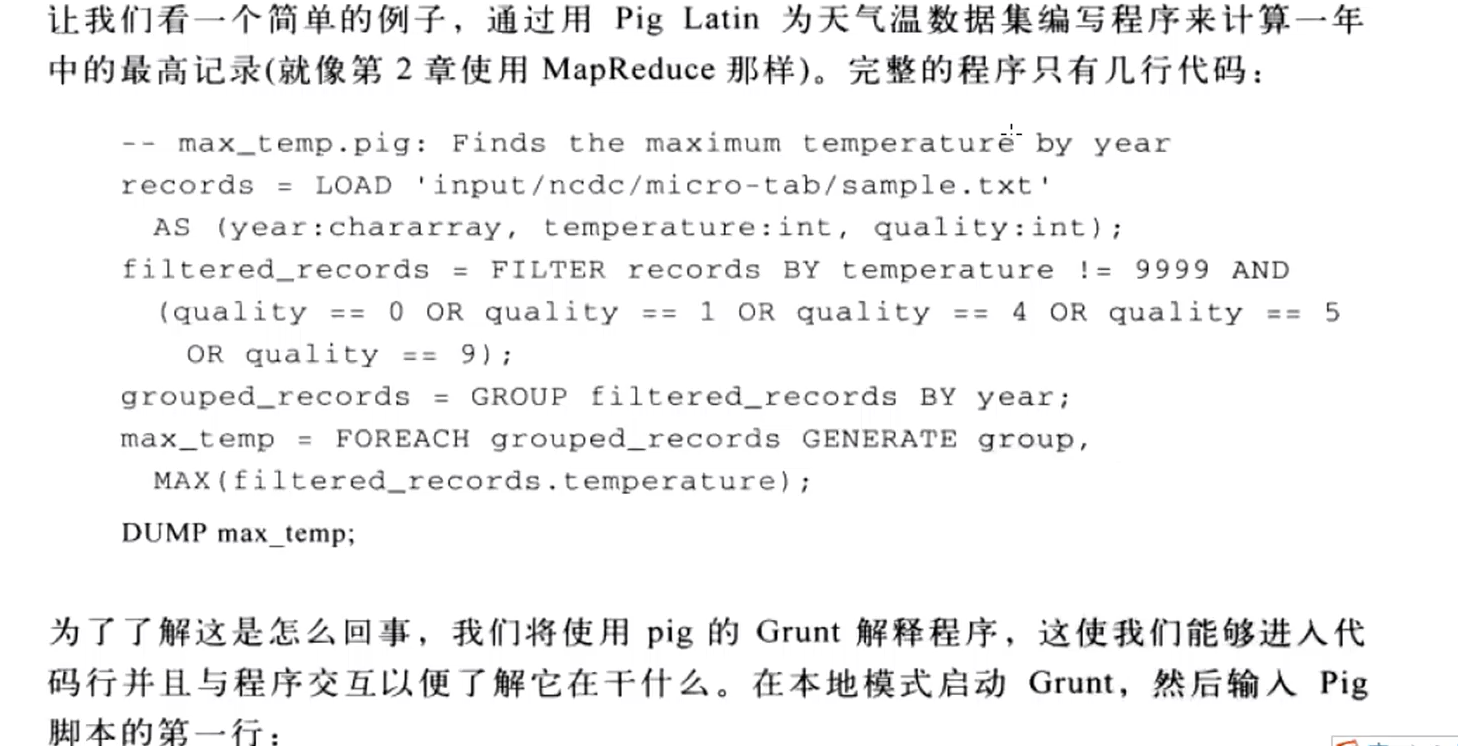 让我们看一个简单的例子，通过用 Pig Latin 为天气温数据集编写程序来计算一年
中的最高记录(就像第 2 章使用 MapReduce 那样)。完整的程序只有几行代码：
-- max_temp.pig: Finds the maximum temperature by year
records = LOAD 'input/ncdc/micro-tab/sample.txt'
AS (year:chararray, temperature:int, quality:int);
filtered_records = FILTER records BY temperature != 9999 AND
(quality == 0 OR quality == 1 OR quality == 4 OR quality == 5
OR quality == 9);
grouped_records = GROUP filtered_records BY year;
max_temp = FOREACH grouped_records GENERATE group,
MAX(filtered_records.temperature);
DUMP max_temp;
为了了解这是怎么回事，我们将使用 pig 的 Grunt 解释程序，这使我们能够进入代
码行并且与程序交互以便了解它在干什么。在本地模式启动 Grunt，然后输入 Pig
脚本的第一行：